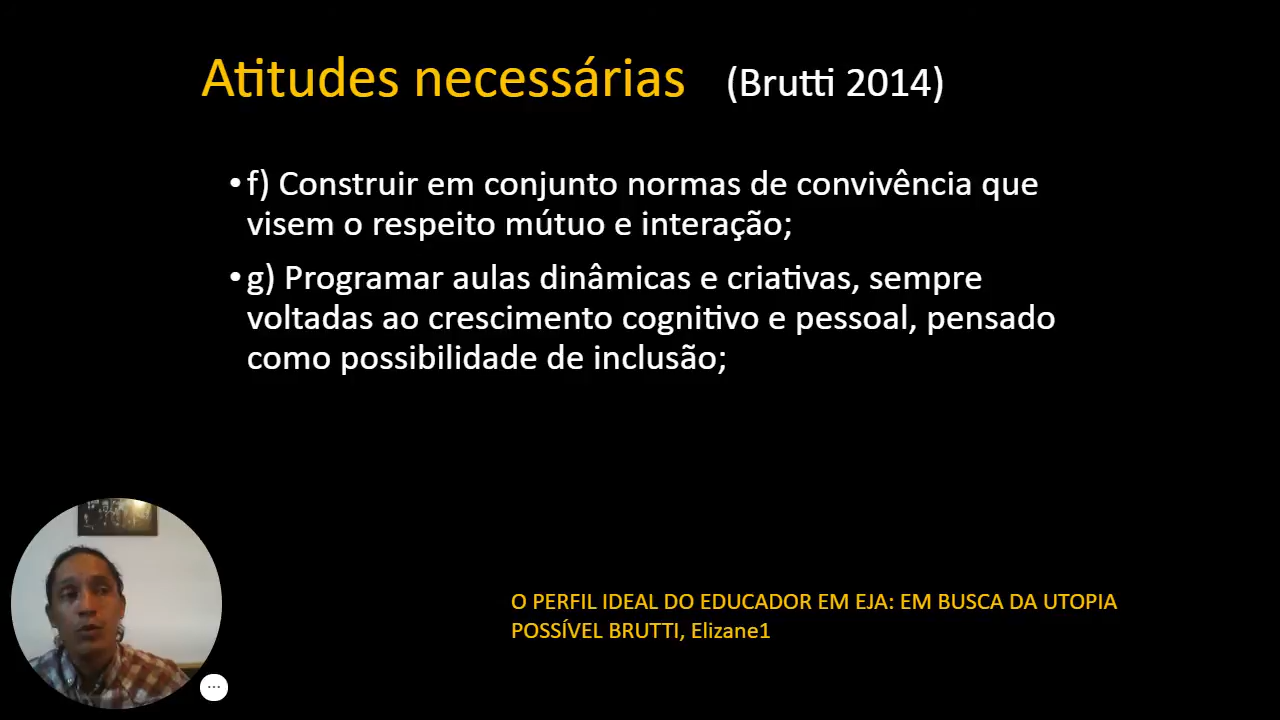 Atitudes necessárias (Brutti 2014)
•f) Construir em conjunto normas de convivência que
visem o respeito mútuo e interação;
•g) Programar aulas dinâmicas e criativas, sempre
voltadas ao crescimento cognitivo e pessoal, pensado
como possibilidade de inclusão;
O PERFIL IDEAL DO EDUCADOR EM EJA: EM BUSCA DA UTOPIA
POSSÍVEL BRUTTI, Elizane1